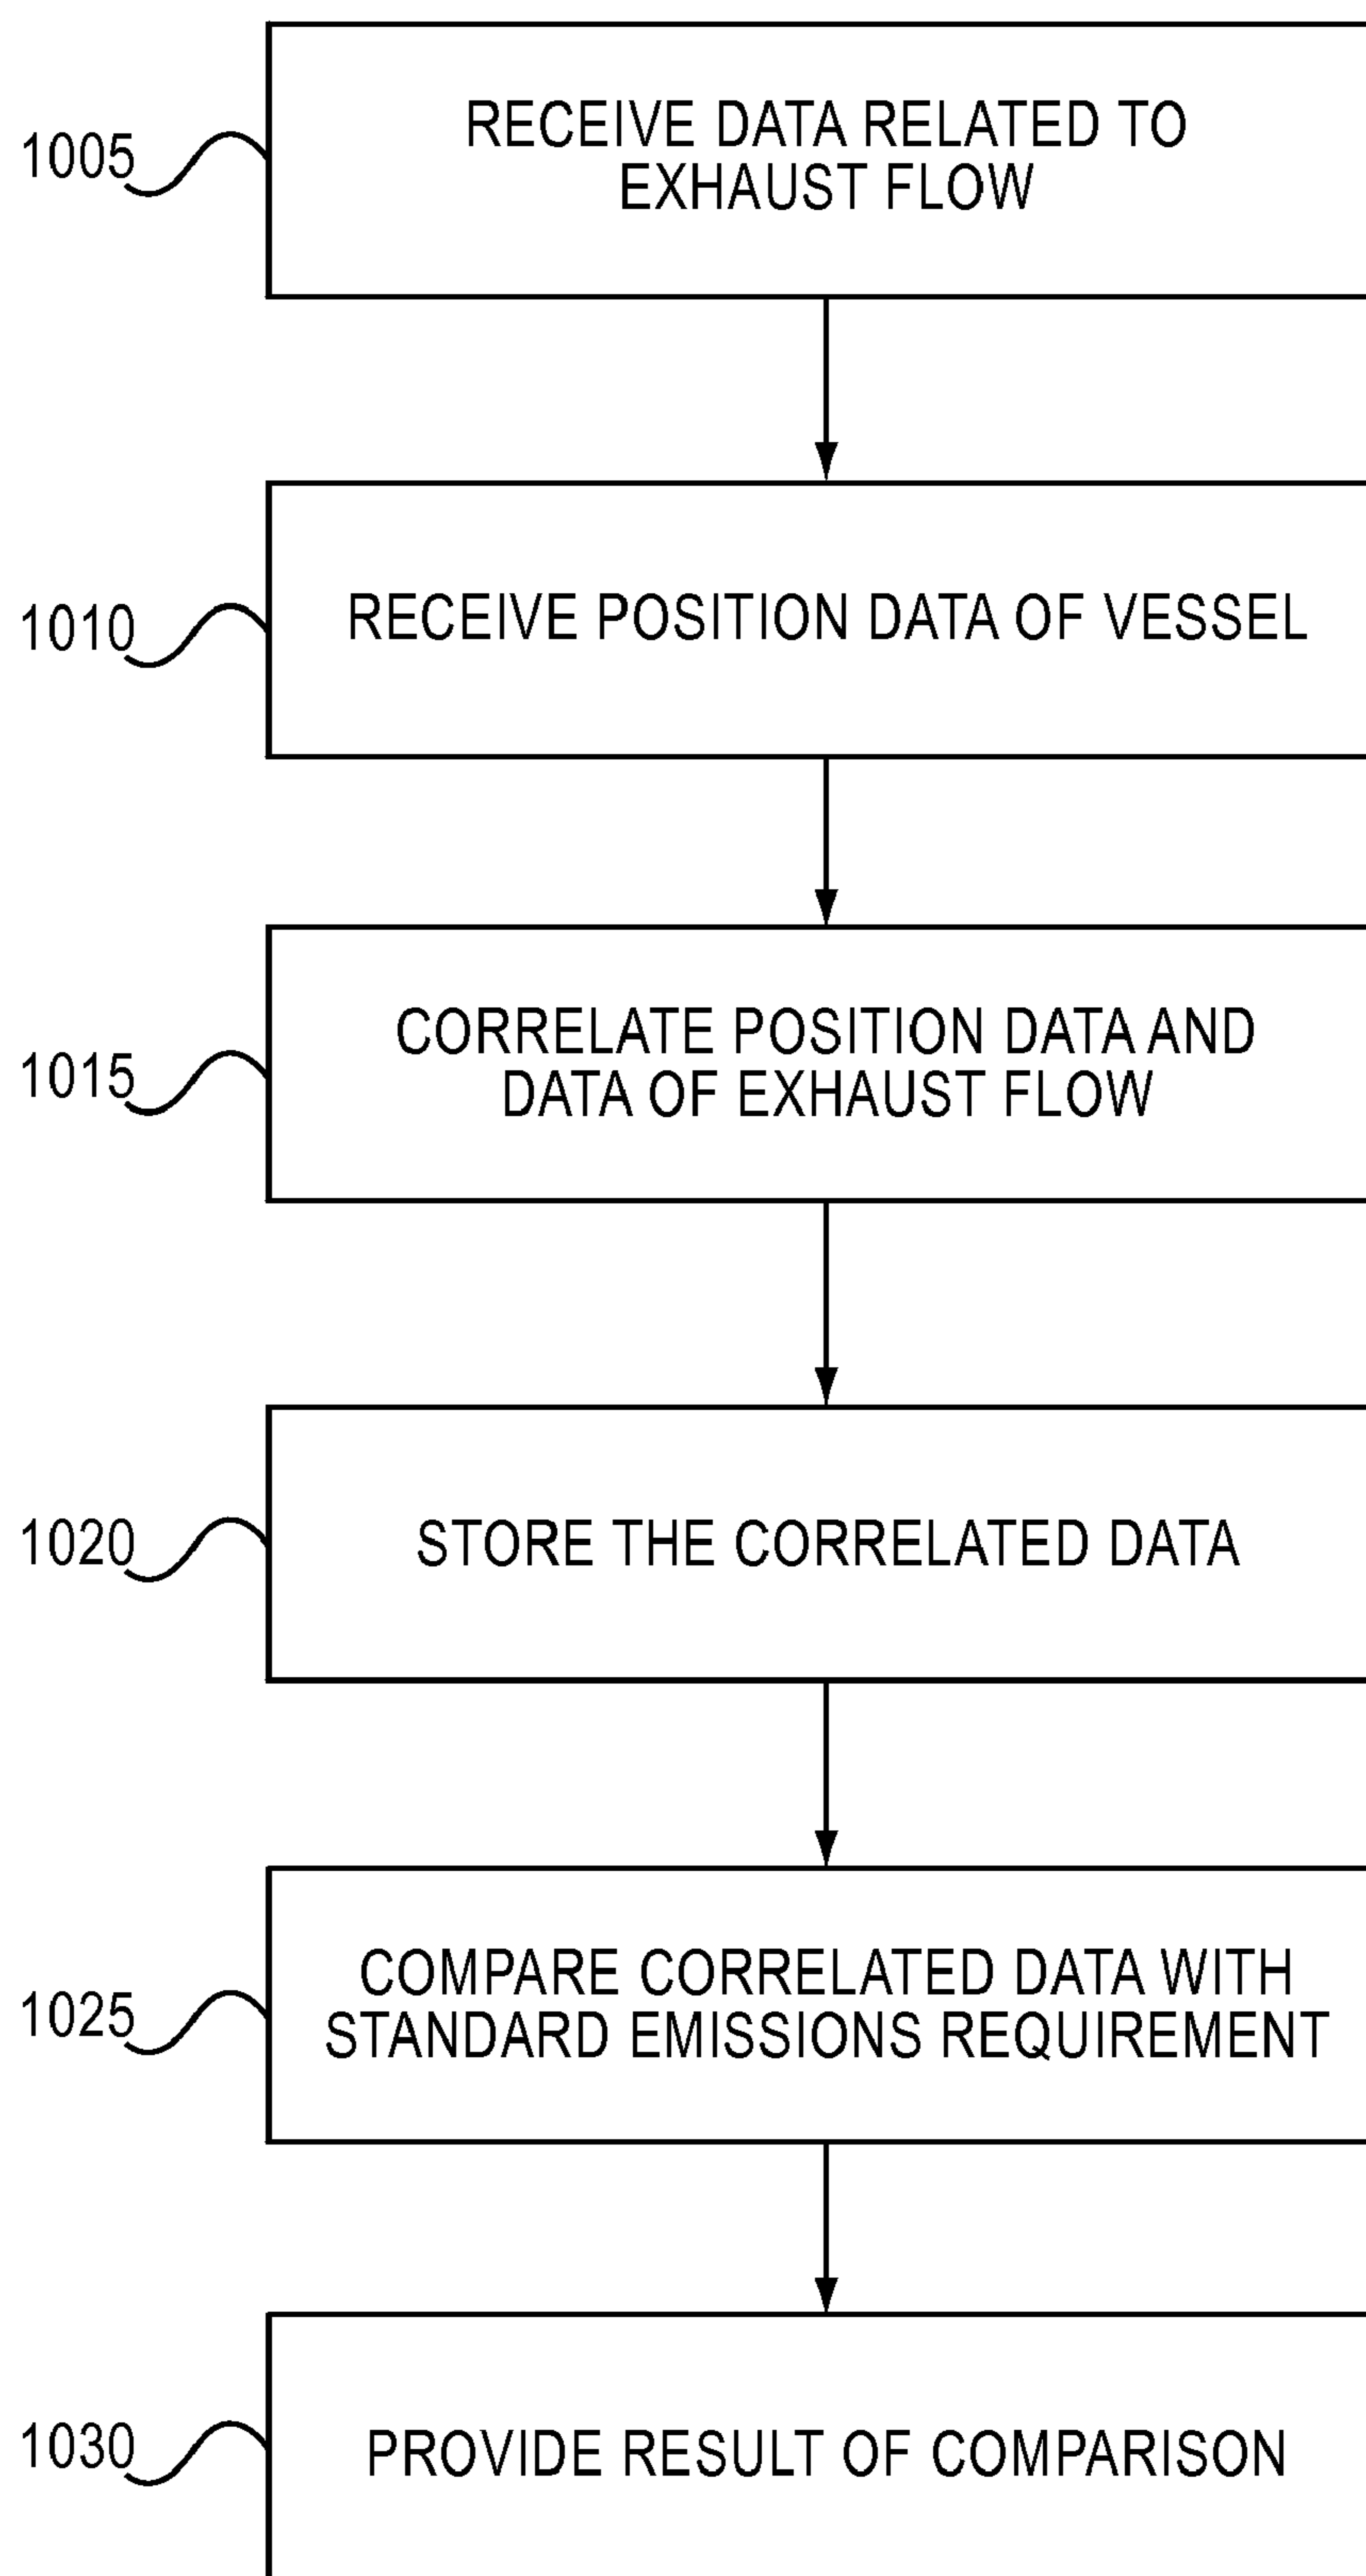 1005
RECEIVE DATA RELATED TO
EXHAUST FLOW
1010
RECEIVE POSITION DATA OF VESSEL
1015
CORRELATE POSITION DATA AND
DATA OF EXHAUST FLOW
1020
STORE THE CORRELATED DATA
1025
COMPARE CORRELATED DATA WITH
STANDARD EMISSIONS REQUIREMENT
1030
PROVIDE RESULT OF COMPARISON